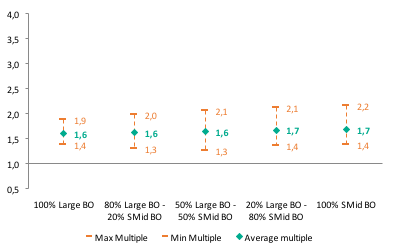 4,0
3,5
3,0
2,5
2,0
1,5
1,0
0,5
1,9
1,6
1,4
2,0
1,6
1,3
2,1
1,6
1,3
2,1
1,7
1,4
2,2
1,7
1,4
100% Large BO
80% Large BO -
20% SMid BO
50% Large BO -
50% SMid BO
20% Large BO -
80% SMid BO
100% SMid BO
Max Multiple
Min Multiple
Average multiple